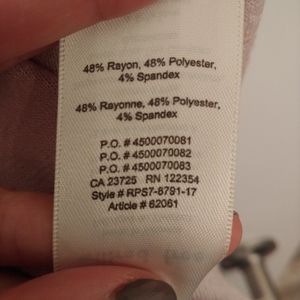 48% Rayon, 48% Polyester,
4% Spandex
48% Rayonne, 48% Polyester,
4% Spandex
P.O. # 4500070081
P.O. # 4500070082
P.O. # 4500070083
CA 23725 RN 122354
Style # RPS7-8791-17
Article # 62061